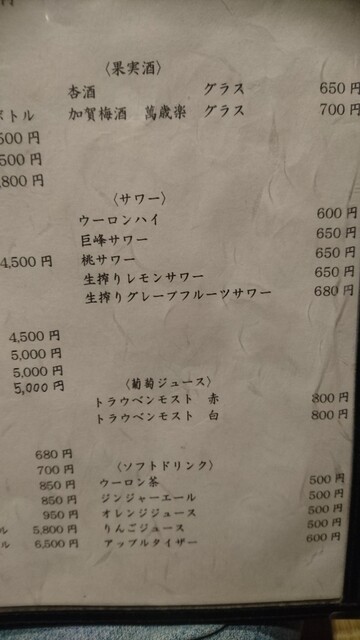 〈果実酒〉
杏酒 グラス 650円
加賀梅酒 萬歳楽 グラス 700円
〈サワー〉
ウーロンハイ 600円
巨峰サワー 650円
桃サワー 650円
生搾りレモンサワー 650円
生搾りグレープフルーツサワー 680円
〈葡萄ジュース〉
トラウベンモスト 赤 800円
トラウベンモスト 白 800円
〈ソフトドリンク〉
ウーロン茶 500円
ジンジャーエール 500円
オレンジジュース 500円
りんごジュース 500円
アップルタイザー 600円
ボトル
500円
500円
,800円
4,500円
4,500円
5,000円
5,000円
5,000円
680円
700円
850円
850円
950円
ル 5,800円
ル 6,500円